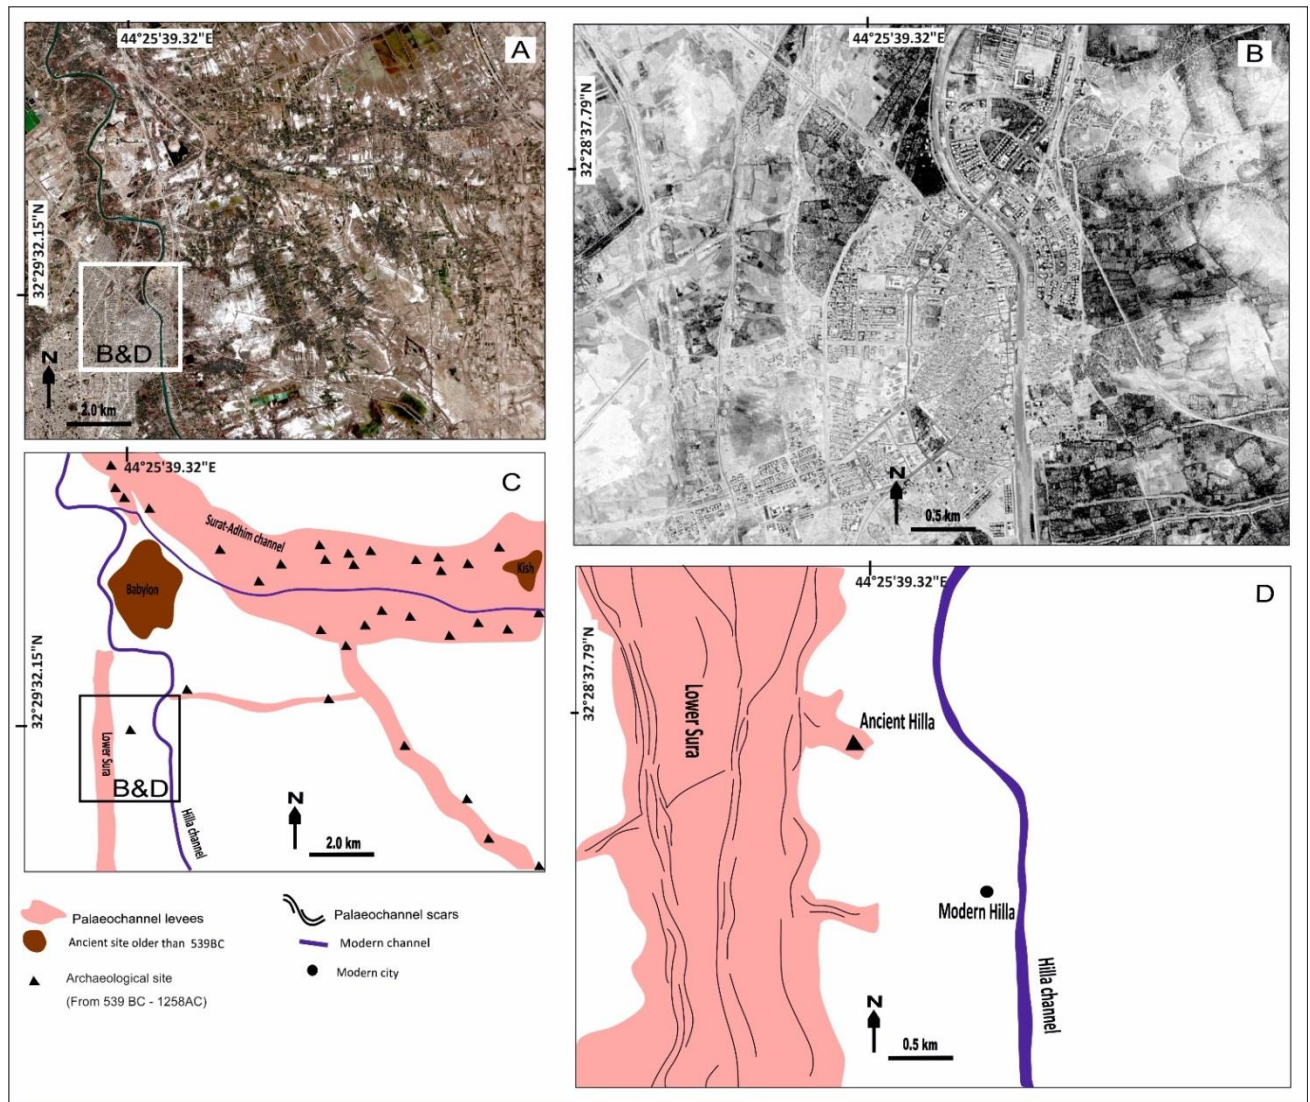 44°25'39.32"E
A
32°29'32.15"N
B&D
N
2.0 km
44°25'39.32"E
B
32°28'37.79"N
N
0.5 km
44°25'39.32"E
C
Surat-Adhim channel
Kish
Babylon
32°29'32.15"N
Lower Sura
B&D
Hilla channel
N
2.0 km
44°25'39.32"E
D
32°28'37.79"N
Lower Sura
Ancient Hilla
Modern Hilla
Hilla channel
N
0.5 km
Palaeochannel levees
Ancient site older than 539BC
Archaeological site
(From 539 BC - 1258AC)
Palaeochannel scars
Modern channel
Modern city